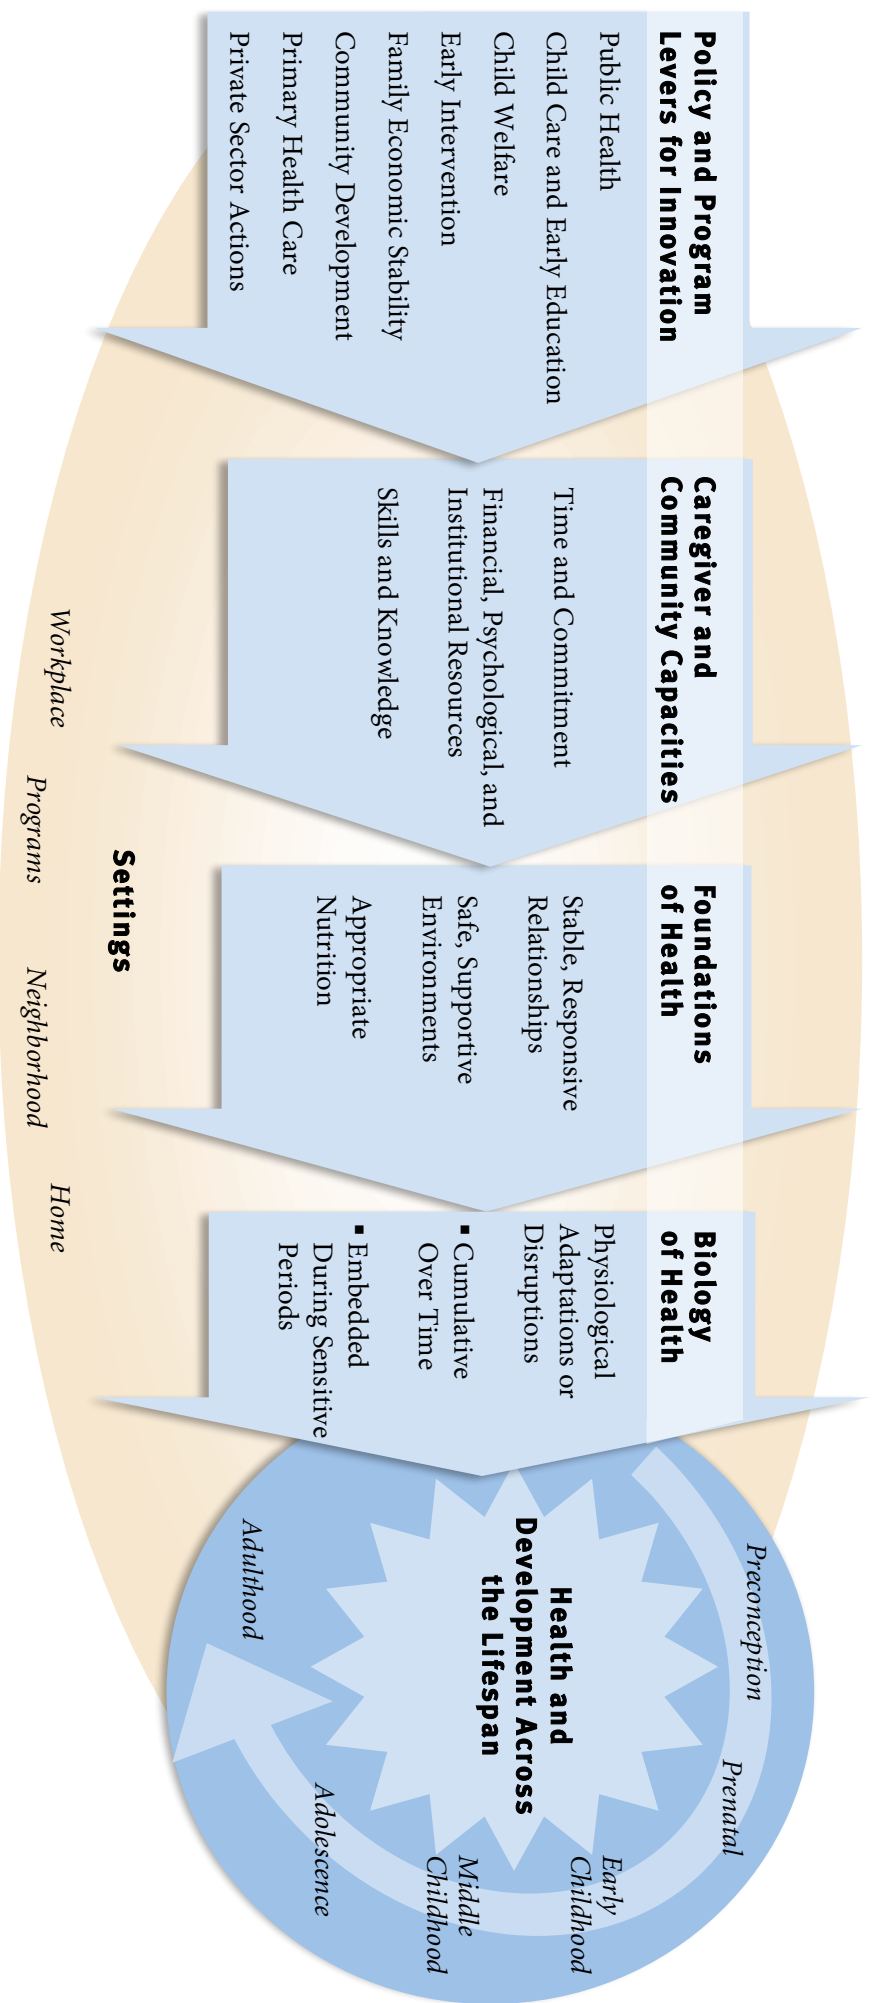 Policy and Program
Levers for Innovation
Public Health
Child Care and Early Education
Child Welfare
Early Intervention
Family Economic Stability
Community Development
Primary Health Care
Private Sector Actions
Caregiver and
Community Capacities
Time and Commitment
Financial, Psychological, and
Institutional Resources
Skills and Knowledge
Foundations
of Health
Stable, Responsive
Relationships
Safe, Supportive
Environments
Appropriate
Nutrition
Biology
of Health
Physiological
Adaptations or
Disruptions
▪ Cumulative
Over Time
▪ Embedded
During Sensitive
Periods
Health and
Development Across
the Lifespan
Preconception
Prenatal
Early
Childhood
Middle
Childhood
Adolescence
Adulthood
Settings
Workplace
Programs
Neighborhood
Home